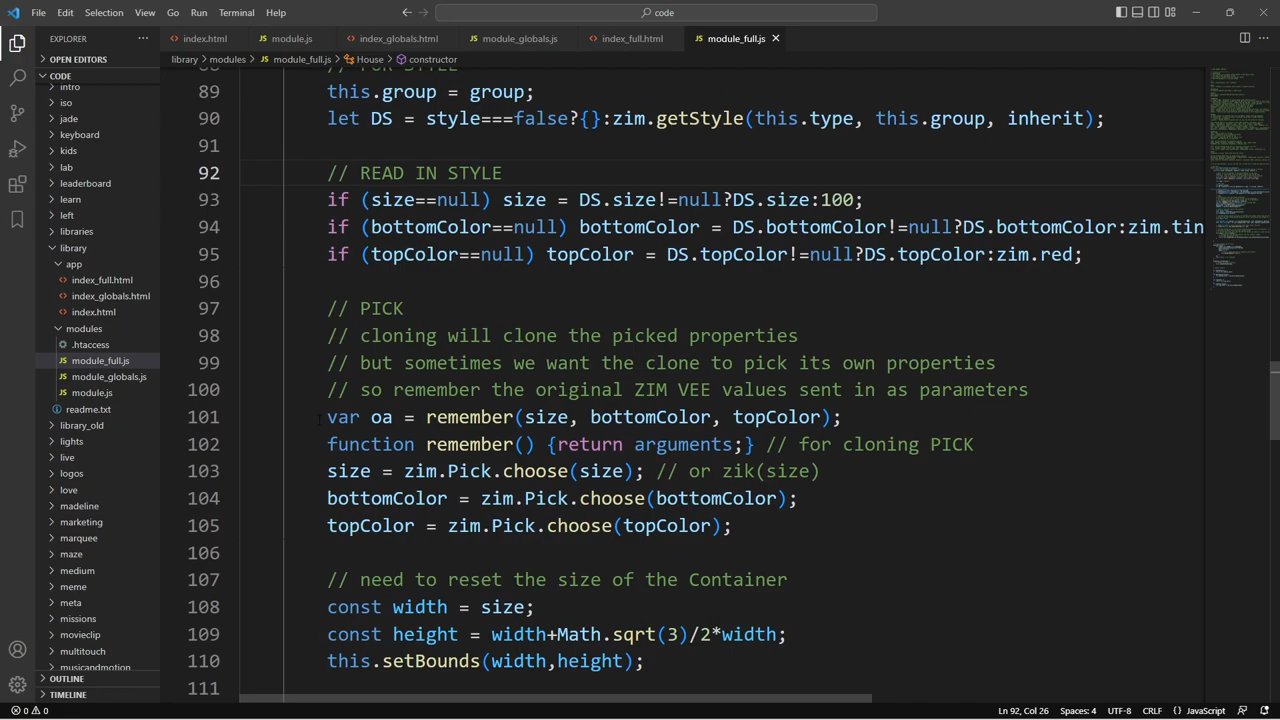 File Edit Selection View Go Run Terminal Help
code
EXPLORER
index.html
module.js
index_globals.html
module_globals.js
index_full.html
module_full.js
OPEN EDITORS
library > modules > module_full.js > House > constructor
CODE
intro
iso
jade
keyboard
kids
lab
leaderboard
learn
left
libraries
library
app
index_full.html
index_globals.html
index.html
modules
.htaccess
module_full.js
module_globals.js
module.js
readme.txt
library_old
lights
live
logos
love
madeline
marketing
marquee
maze
medium
meme
meta
missions
movieclip
multitouch
musicandmotion
OUTLINE
TIMELINE
88 // FOR STYLE
89 this.group = group;
90 let DS = style===false?{}:zim.getStyle(this.type, this.group, inherit);
91
92 // READ IN STYLE
93 if (size==null) size = DS.size!=null?DS.size:100;
94 if (bottomColor==null) bottomColor = DS.bottomColor!=null?DS.bottomColor:zim.tin
95 if (topColor==null) topColor = DS.topColor!=null?DS.topColor:zim.red;
96
97 // PICK
98 // cloning will clone the picked properties
99 // but sometimes we want the clone to pick its own properties
100 // so remember the original ZIM VEE values sent in as parameters
101 var oa = remember(size, bottomColor, topColor);
102 function remember() {return arguments;} // for cloning PICK
103 size = zim.Pick.choose(size); // or zik(size)
104 bottomColor = zim.Pick.choose(bottomColor);
105 topColor = zim.Pick.choose(topColor);
106
107 // need to reset the size of the Container
108 const width = size;
109 const height = width+Math.sqrt(3)/2*width;
110 this.setBounds(width,height);
111
0 0 Ln 92, Col 26 Spaces: 4 UTF-8 CRLF {} JavaScript